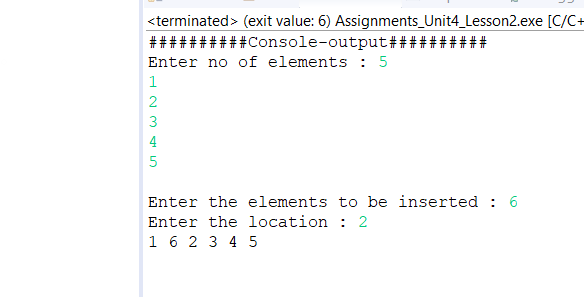 <terminated> (exit value: 6) Assignments_Unit4_Lesson2.exe [C/C+
##########Console-output##########
Enter no of elements : 5
1
2
3
4
5
Enter the elements to be inserted : 6
Enter the location : 2
1 6 2 3 4 5